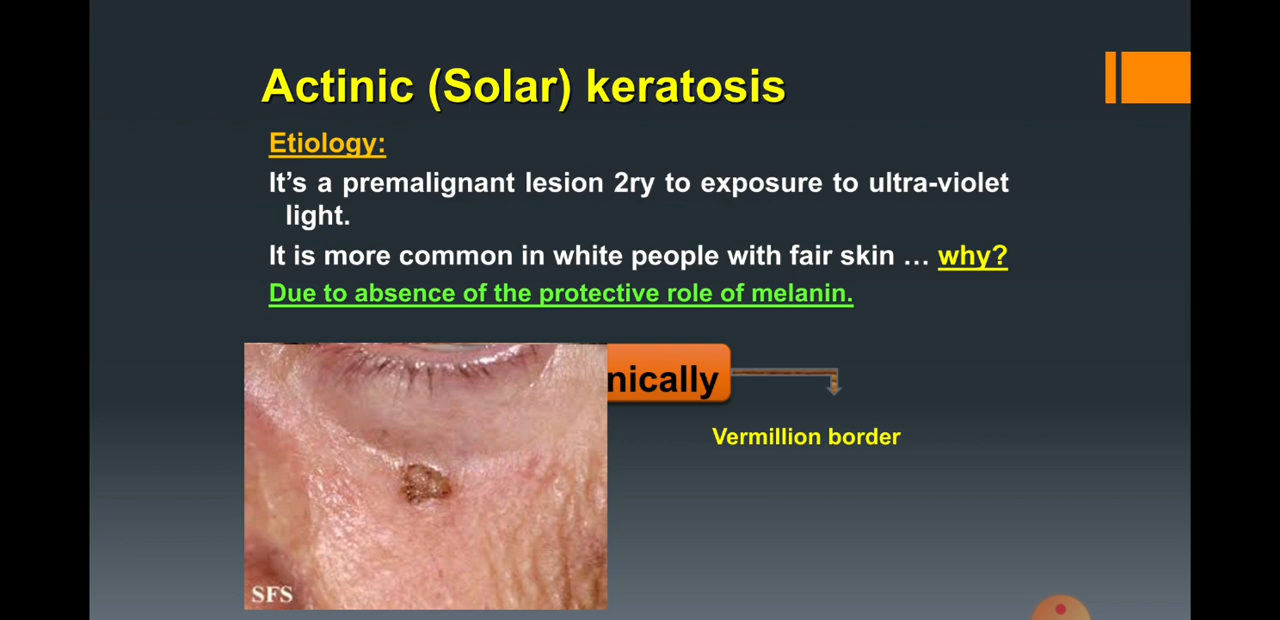 Actinic (Solar) keratosis
Etiology:
It’s a premalignant lesion 2ry to exposure to ultra-violet
light.
It is more common in white people with fair skin … why?
Due to absence of the protective role of melanin.
nically
Vermillion border
SFS